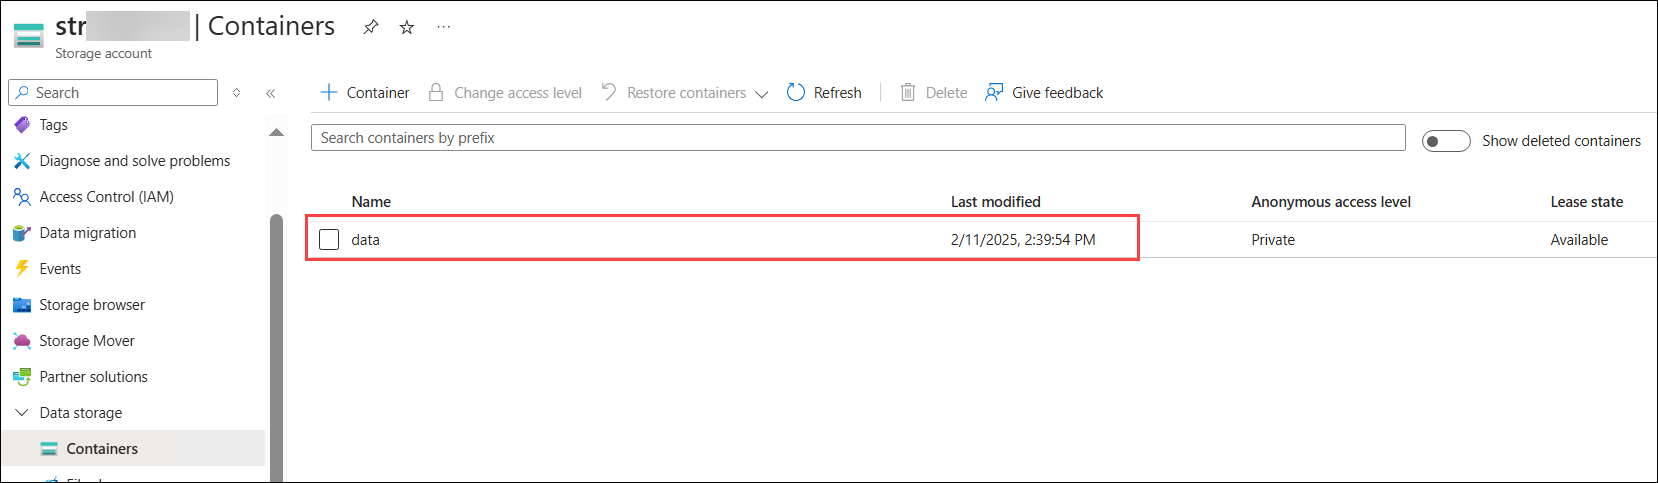 str | Containers ···
Storage account
Search «
+ Container Change access level Restore containers Refresh | Delete Give feedback
Tags
Search containers by prefix
Show deleted containers
Diagnose and solve problems
Access Control (IAM)
Data migration
Events
Storage browser
Storage Mover
Partner solutions
Data storage
Containers
Name Last modified Anonymous access level Lease state
data 2/11/2025, 2:39:54 PM Private Available